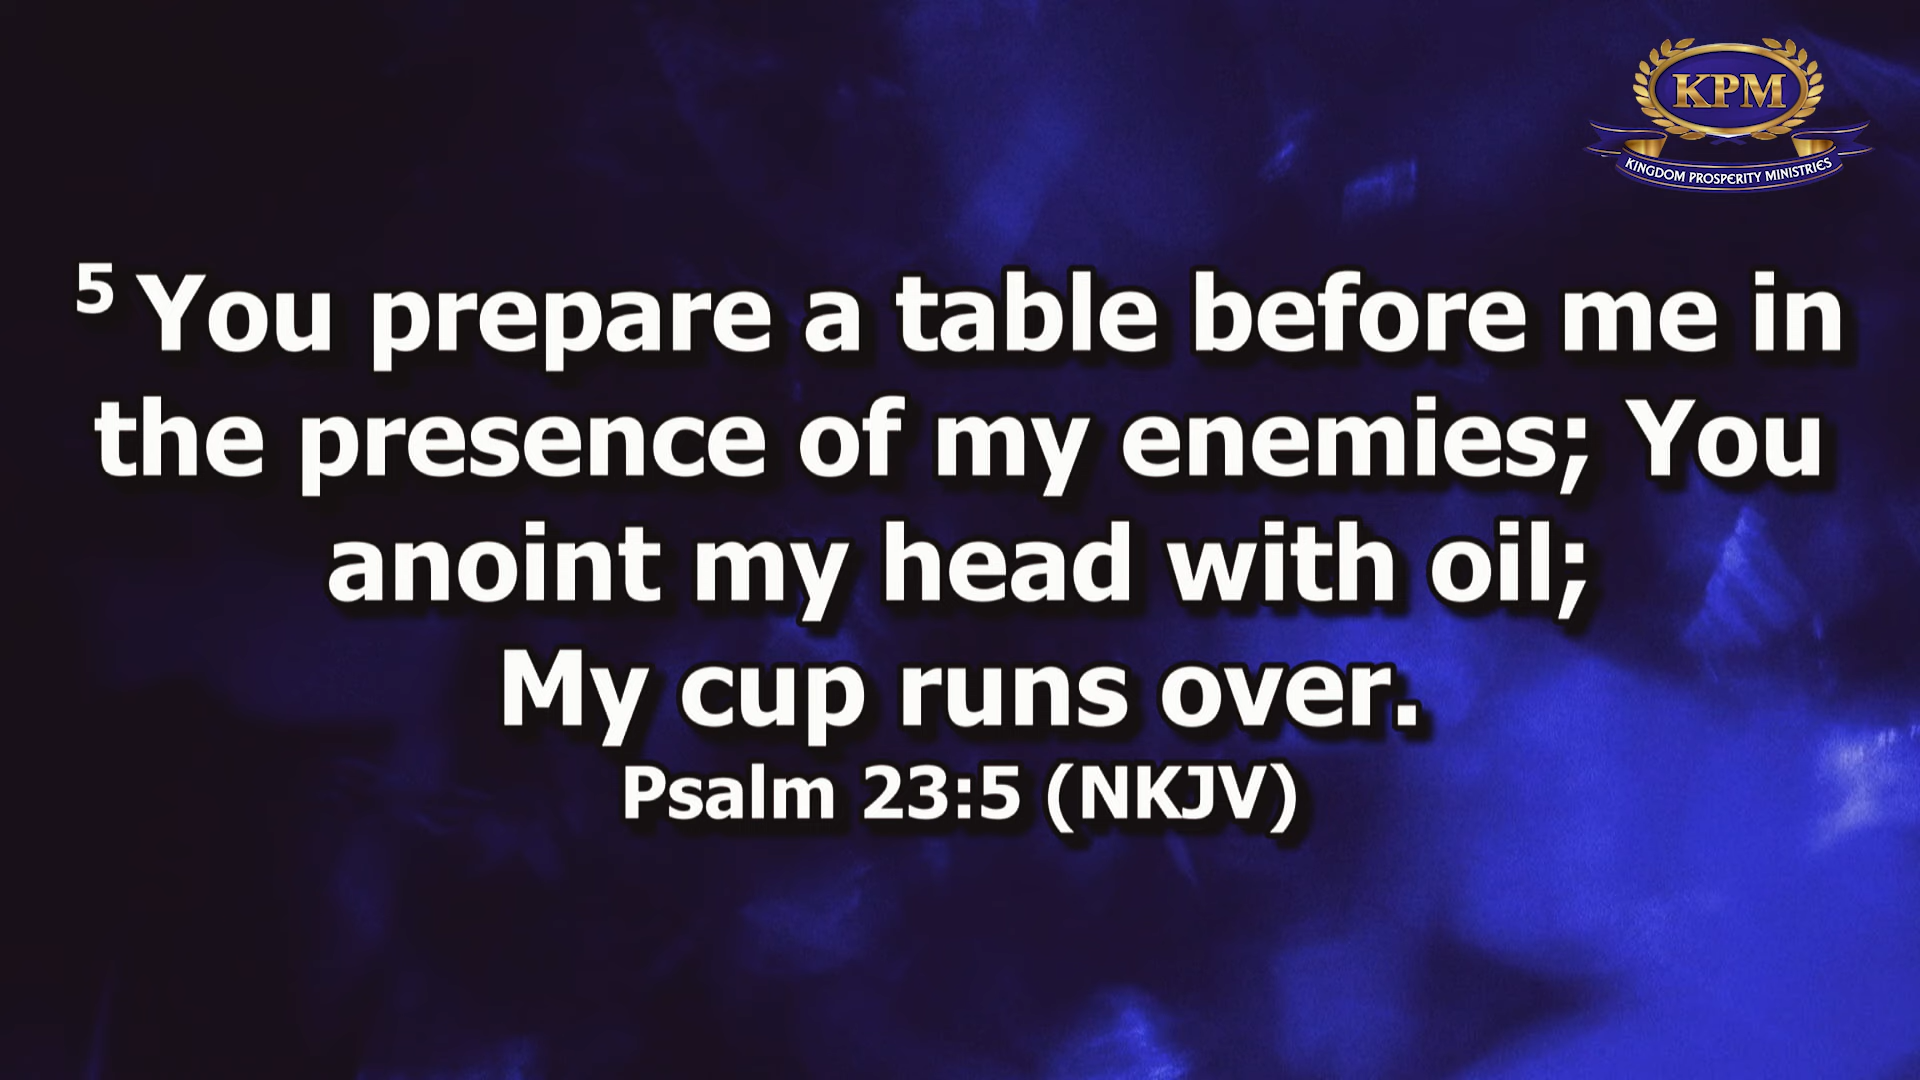 KPM
KINGDOM PROSPERITY MINISTRIES
5 You prepare a table before me in
the presence of my enemies; You
anoint my head with oil;
My cup runs over.
Psalm 23:5 (NKJV)